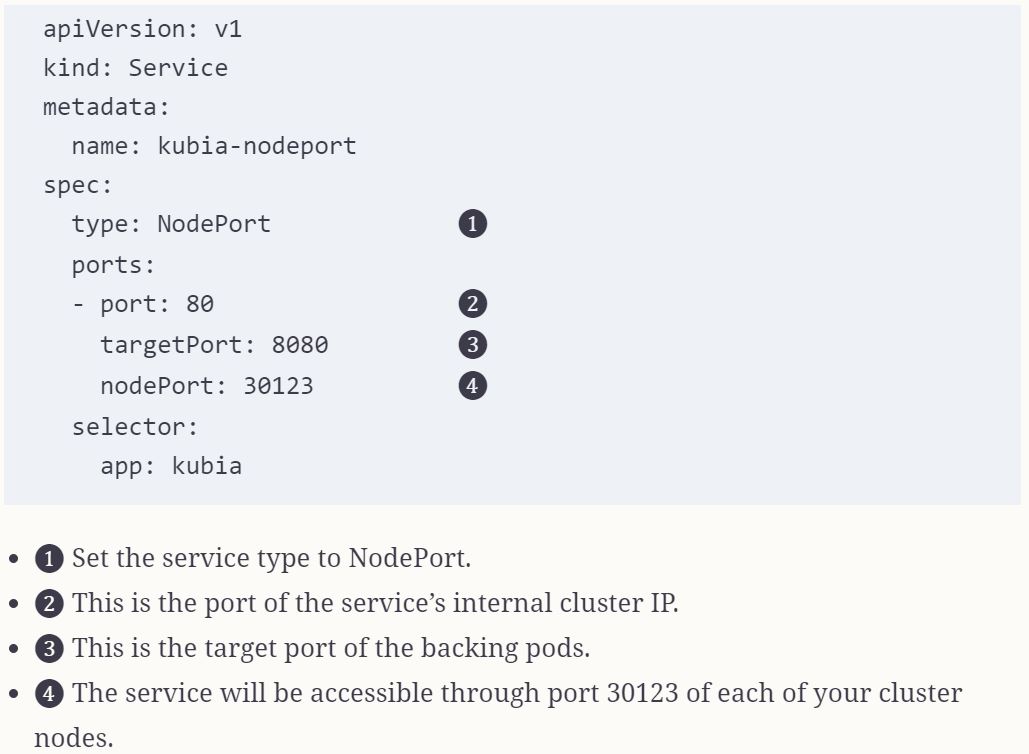 apiVersion: v1
kind: Service
metadata:
  name: kubia-nodeport
spec:
  type: NodePort ❶
  ports:
  - port: 80 ❷
    targetPort: 8080 ❸
    nodePort: 30123 ❹
  selector:
    app: kubia
• ❶ Set the service type to NodePort.
• ❷ This is the port of the service’s internal cluster IP.
• ❸ This is the target port of the backing pods.
• ❹ The service will be accessible through port 30123 of each of your cluster
nodes.